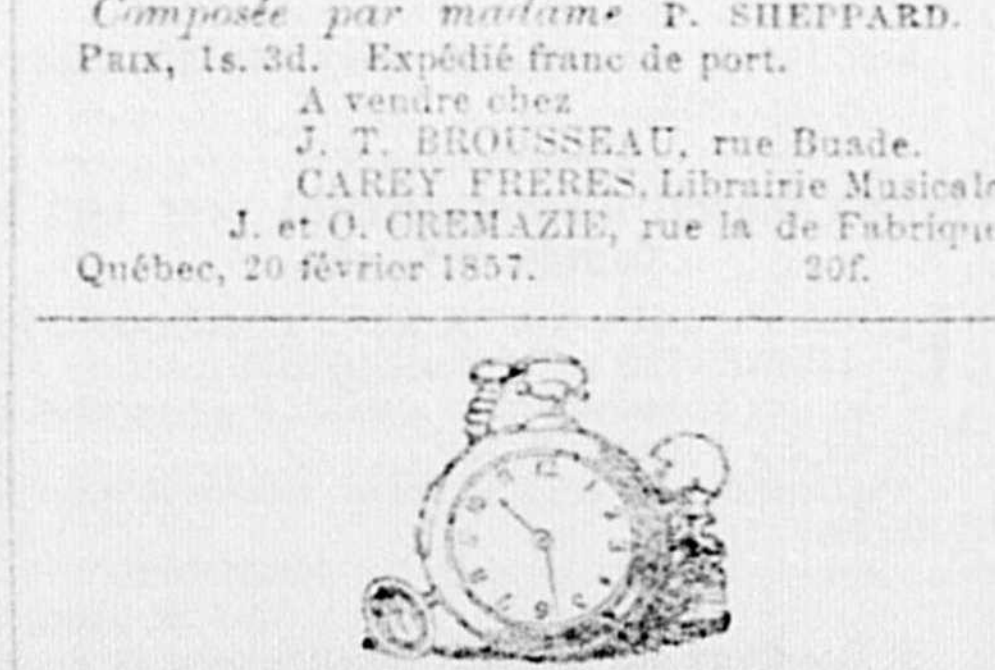 Composée par madame P. SHEPPARD.
PRIX, 1s. 3d. Expédié franc de port.
A vendre chez
J. T. BROUSSEAU, rue Buade.
CAREY FRERES, Librairie Musicale
J. et O. CREMAZIE, rue la de Fabrique
Québec, 20 février 1857. 20f.